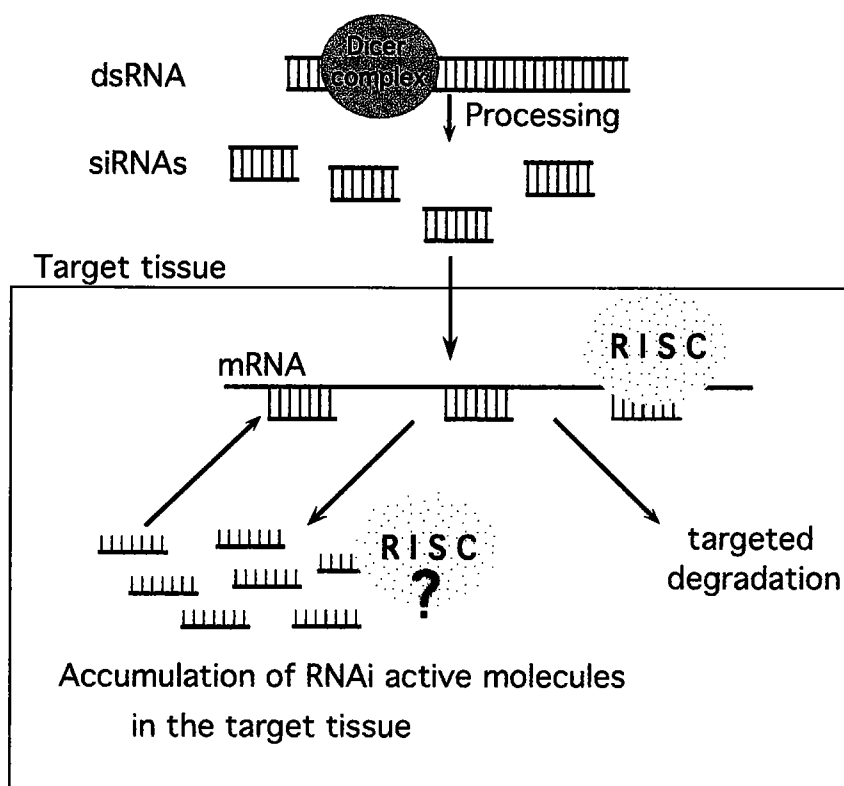 Dicer
complex
dsRNA
Processing
siRNAs
Target tissue
RISC
mRNA
RISC
?
targeted
degradation
Accumulation of RNAi active molecules
in the target tissue